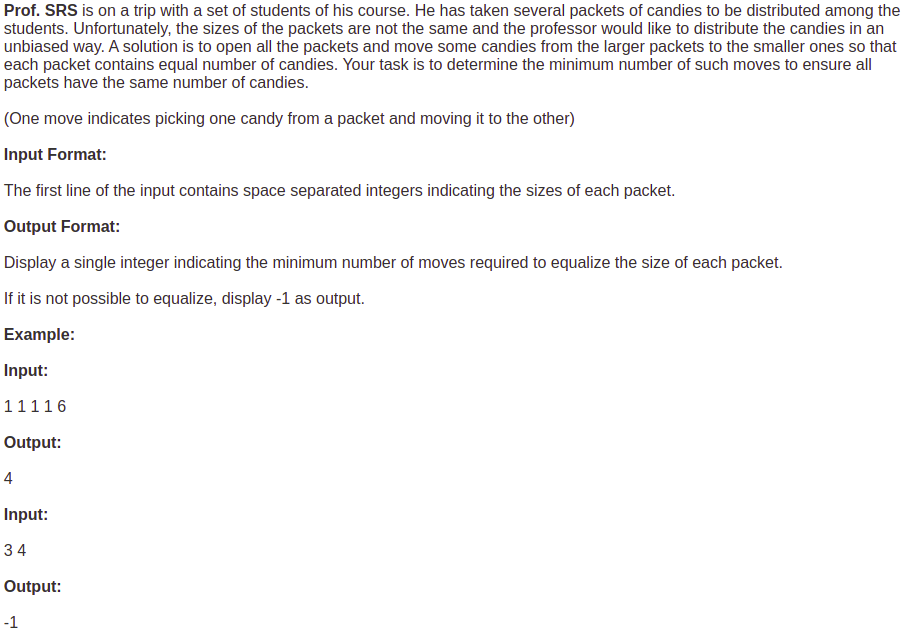 Prof. SRS is on a trip with a set of students of his course. He has taken several packets of candies to be distributed among the
students. Unfortunately, the sizes of the packets are not the same and the professor would like to distribute the candies in an
unbiased way. A solution is to open all the packets and move some candies from the larger packets to the smaller ones so that
each packet contains equal number of candies. Your task is to determine the minimum number of such moves to ensure all
packets have the same number of candies.
(One move indicates picking one candy from a packet and moving it to the other)
Input Format:
The first line of the input contains space separated integers indicating the sizes of each packet.
Output Format:
Display a single integer indicating the minimum number of moves required to equalize the size of each packet.
If it is not possible to equalize, display -1 as output.
Example:
Input:
1 1 1 1 6
Output:
4
Input:
3 4
Output:
-1